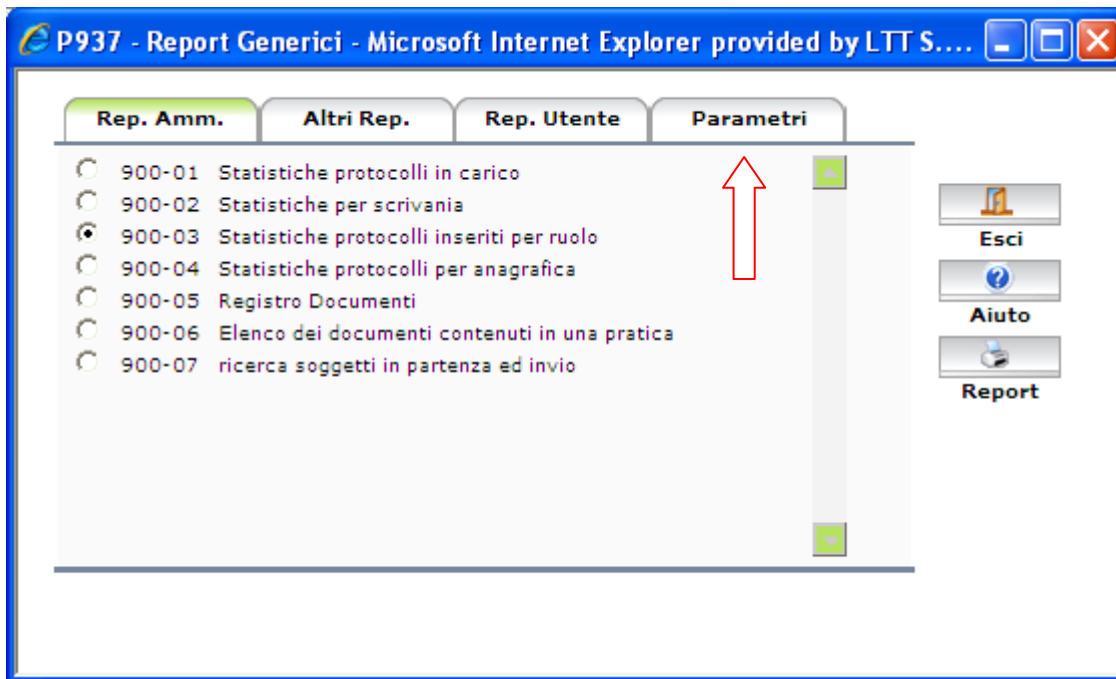 P937 - Report Generici - Microsoft Internet Explorer provided by LTT S....
Rep. Amm. Altri Rep. Rep. Utente Parametri
900-01 Statistiche protocolli in carico
900-02 Statistiche per scrivania
900-03 Statistiche protocolli inseriti per ruolo
900-04 Statistiche protocolli per anagrafica
900-05 Registro Documenti
900-06 Elenco dei documenti contenuti in una pratica
900-07 ricerca soggetti in partenza ed invio
Esci
Aiuto
Report